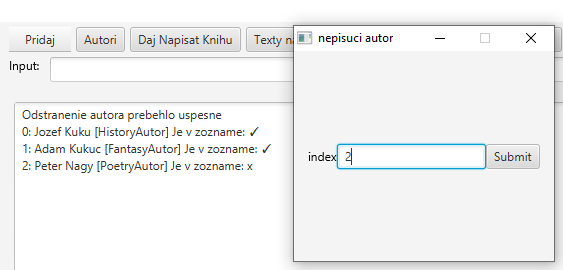 Pridaj Autori Daj Napisat Knihu Texty na
nepisuci autor
Input:
Odstranenie autora prebehlo uspesne
0: Jozef Kuku [HistoryAutor] Je v zozname: ✓
1: Adam Kukuc [FantasyAutor] Je v zozname: ✓
2: Peter Nagy [PoetryAutor] Je v zozname: x
index 2 Submit